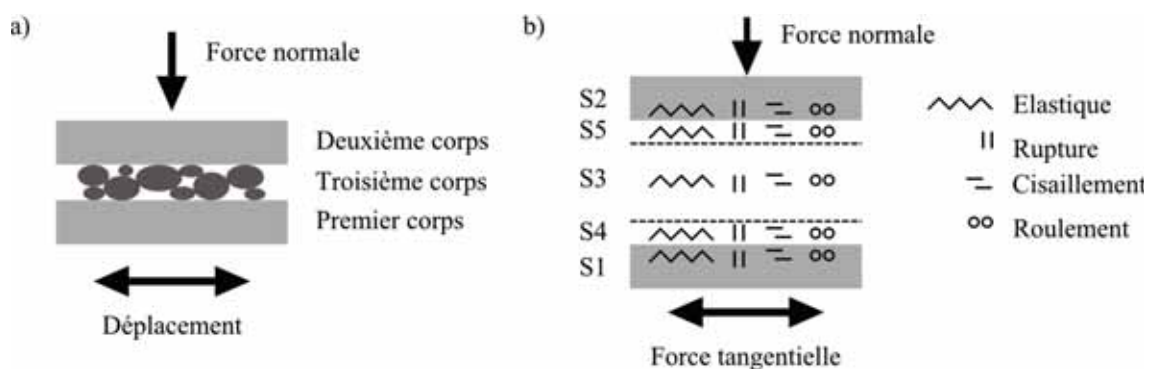 a)
Force normale
Deuxième corps
Troisième corps
Premier corps
Déplacement
b)
Force normale
S2
S5
S3
S4
S1
Elastique
Rupture
Cisaillement
Roulement
Force tangentielle